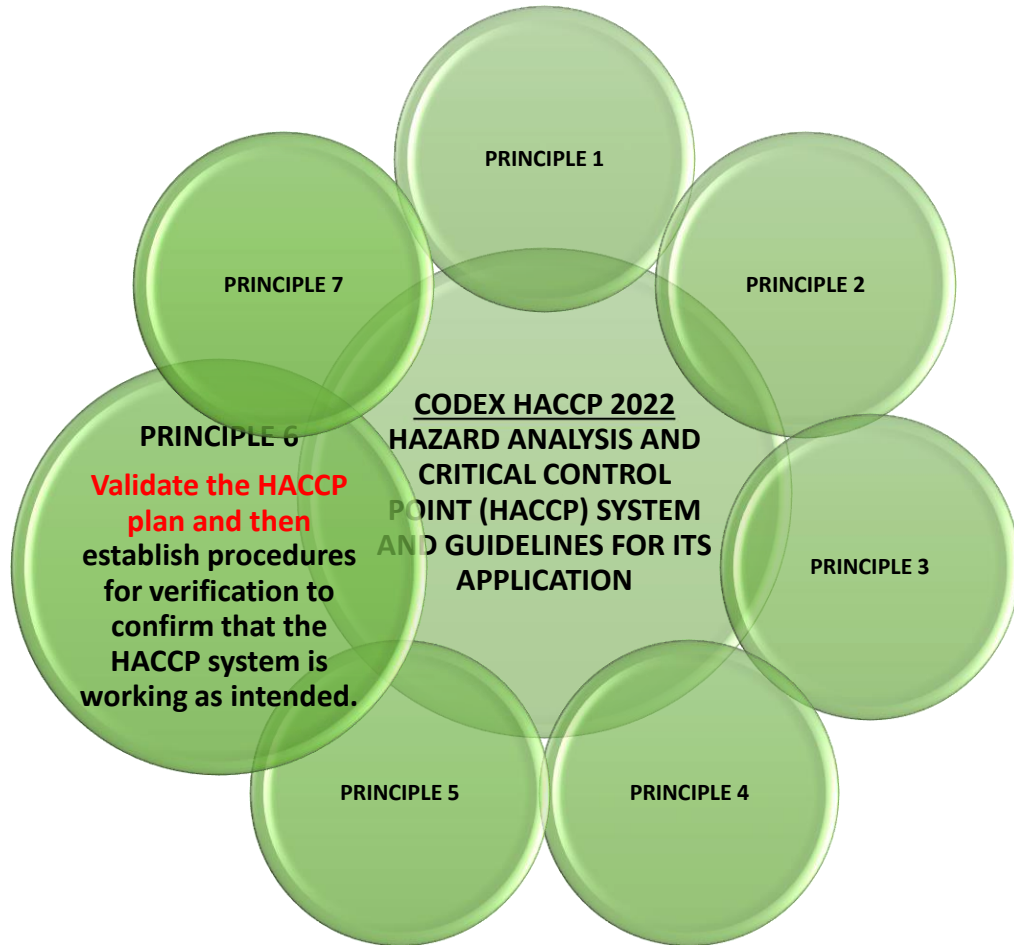 PRINCIPLE 1
PRINCIPLE 2
PRINCIPLE 3
PRINCIPLE 4
PRINCIPLE 5
PRINCIPLE 6
Validate the HACCP
plan and then
establish procedures
for verification to
confirm that the
HACCP system is
working as intended.
PRINCIPLE 7
CODEX HACCP 2022
HAZARD ANALYSIS AND
CRITICAL CONTROL
POINT (HACCP) SYSTEM
AND GUIDELINES FOR ITS
APPLICATION